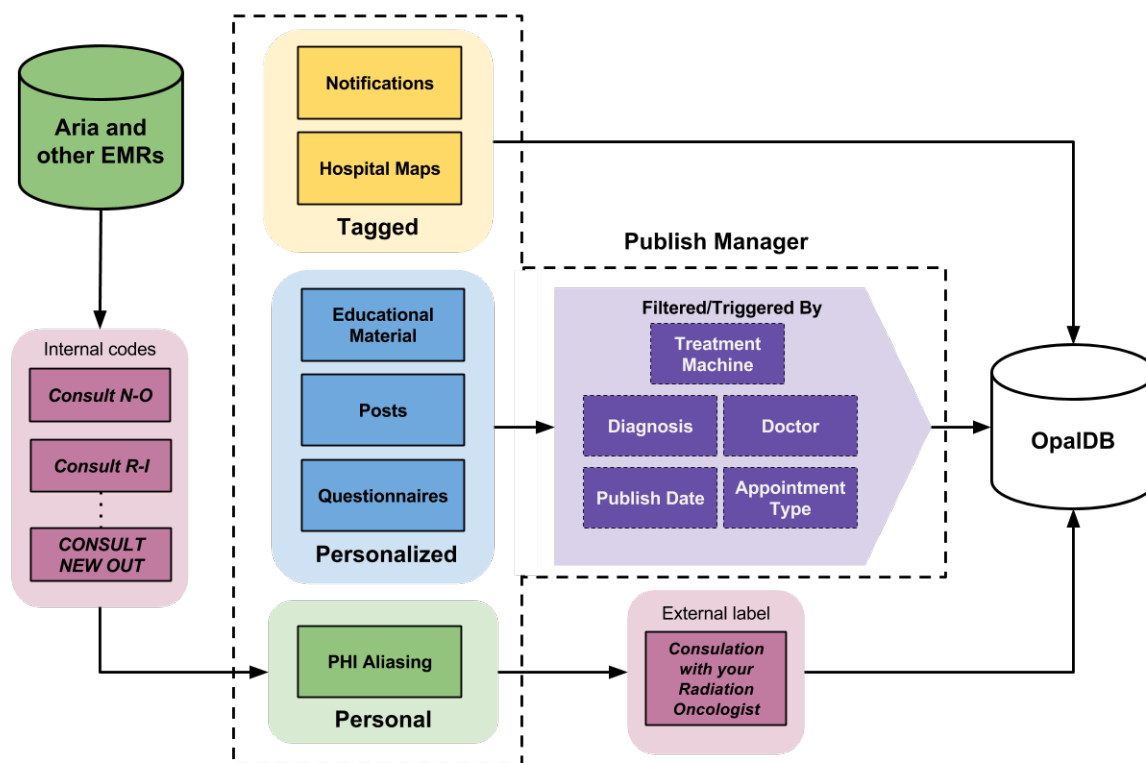 Aria and
other EMRs
Internal codes
Consult N-O
Consult R-I
CONSULT
NEW OUT
Notifications
Hospital Maps
Tagged
Educational
Material
Posts
Questionnaires
Personalized
PHI Aliasing
Personal
Publish Manager
Filtered/Triggered By
Treatment
Machine
Diagnosis
Doctor
Publish Date
Appointment
Type
External label
Consulation
with your
Radiation
Oncologist
OpalDB